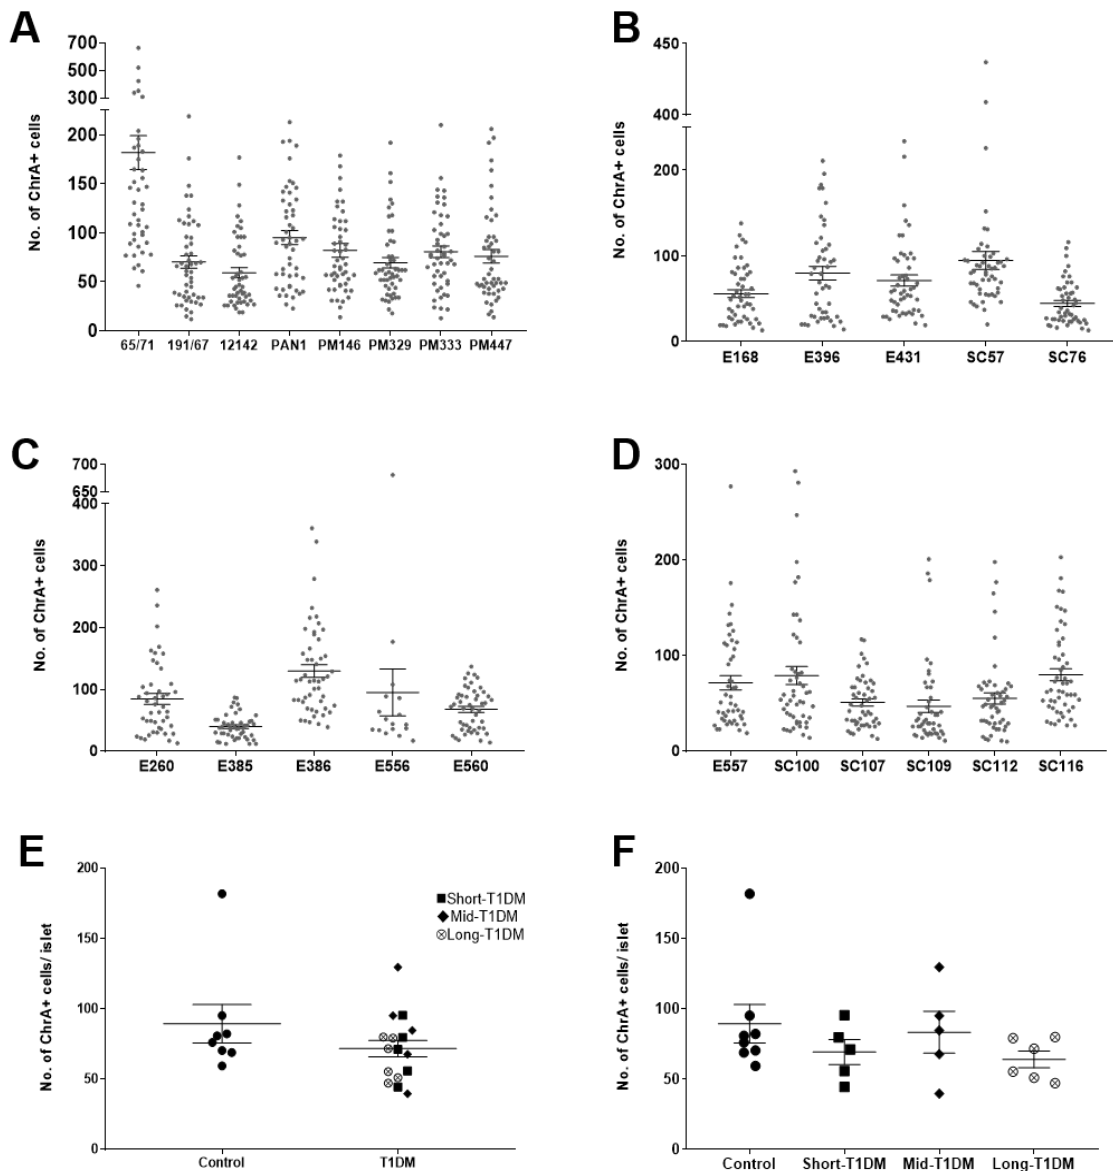 A
No. of ChrA+ cells
700
600
500
400
300
200
150
100
50
0
65/71 191/67 12142 PAN1 PM146 PM329 PM333 PM447
B
No. of ChrA+ cells
450
400
200
100
0
E168 E396 E431 SC57 SC76
C
No. of ChrA+ cells
700
650
400
300
200
100
0
E260 E385 E386 E556 E560
D
No. of ChrA+ cells
300
200
100
0
E557 SC100 SC107 SC109 SC112 SC116
E
No. of ChrA+ cells/ islet
200
150
100
50
0
Control T1DM
Short-T1DM
Mid-T1DM
Long-T1DM
F
No. of ChrA+ cells/ islet
200
150
100
50
0
Control Short-T1DM Mid-T1DM Long-T1DM